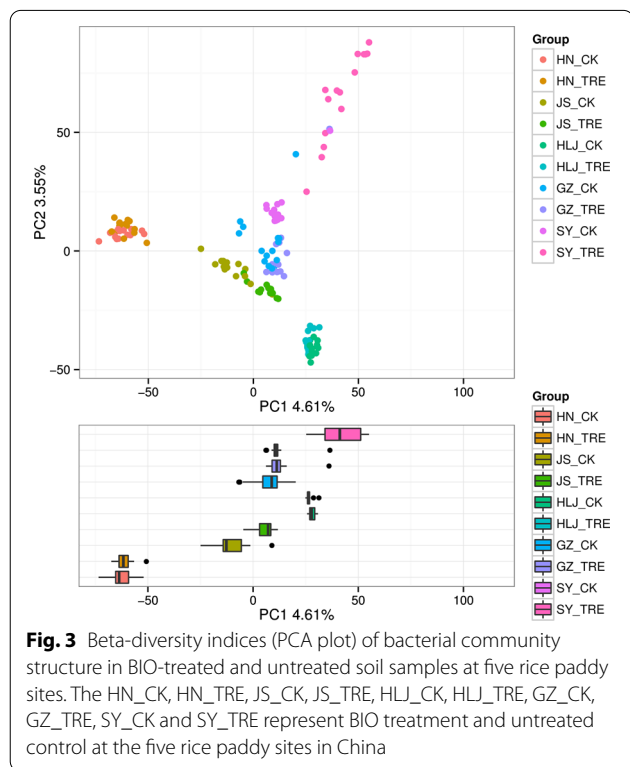 50
0
−50
PC2 3.55%
−50
0
50
100
PC1 4.61%
Group
HN_CK
HN_TRE
JS_CK
JS_TRE
HLJ_CK
HLJ_TRE
GZ_CK
GZ_TRE
SY_CK
SY_TRE
−50
0
50
100
PC1 4.61%
Group
HN_CK
HN_TRE
JS_CK
JS_TRE
HLJ_CK
HLJ_TRE
GZ_CK
GZ_TRE
SY_CK
SY_TRE
Fig. 3 Beta-diversity indices (PCA plot) of bacterial community
structure in BIO-treated and untreated soil samples at five rice paddy
sites. The HN_CK, HN_TRE, JS_CK, JS_TRE, HLJ_CK, HLJ_TRE, GZ_CK,
GZ_TRE, SY_CK and SY_TRE represent BIO treatment and untreated
control at the five rice paddy sites in China